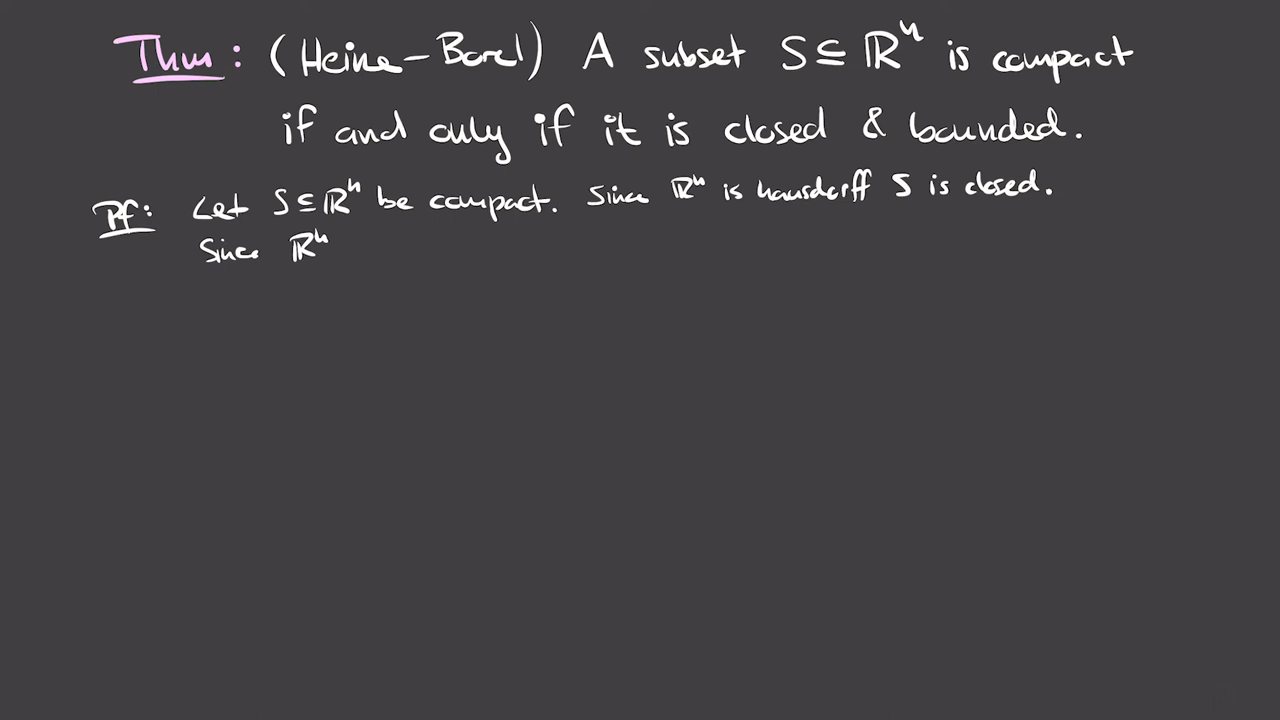 Thm: (Heine-Borel) A subset S ⊆ ℝⁿ is compact
if and only if it is closed & bounded.
Pf: Let S ⊆ ℝⁿ be compact. Since ℝⁿ is hausdorff S is closed.
Since ℝⁿ